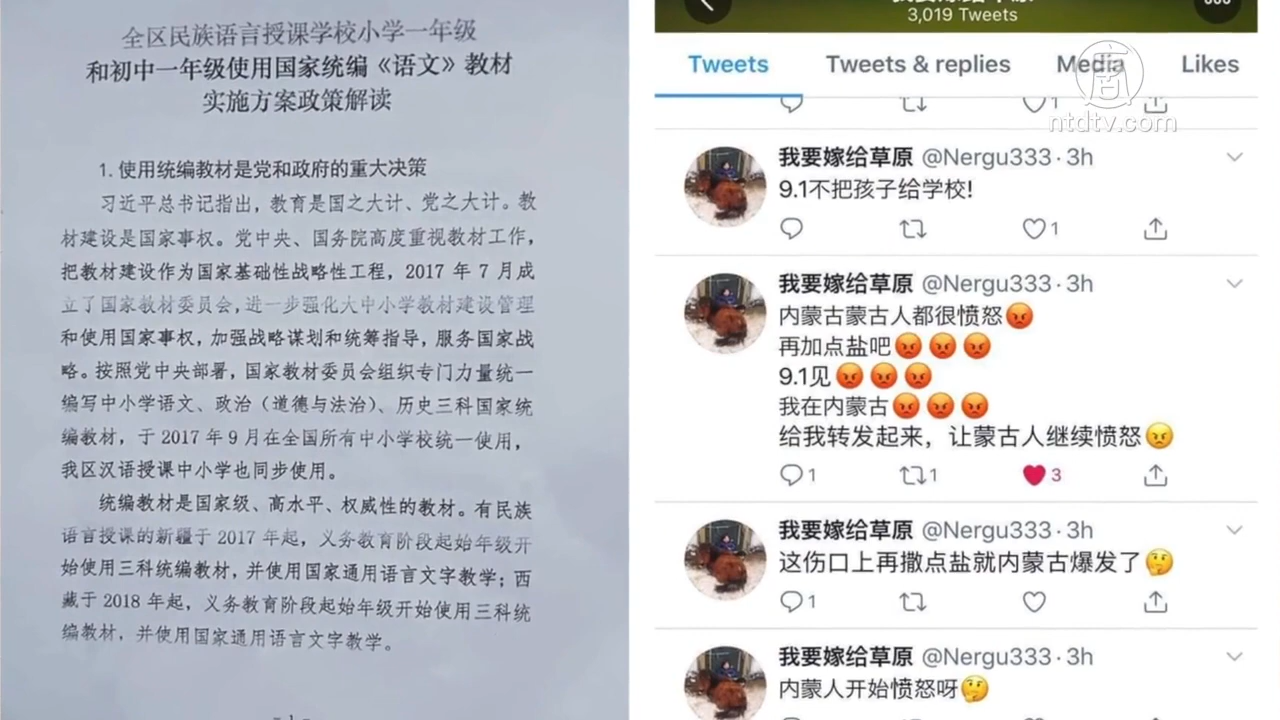 全区民族语言授课学校小学一年级
和初中一年级使用国家统编《语文》教材
实施方案政策解读
1. 使用统编教材是党和政府的重大决策
习近平总书记指出，教育是国之大计、党之大计。教
材建设是国家事权。党中央、国务院高度重视教材工作，
把教材建设作为国家基础性战略性工程，2017 年 7 月成
立了国家教材委员会，进一步强化大中小学教材建设管理
和使用国家事权，加强战略谋划和统筹指导，服务国家战
略。按照党中央部署，国家教材委员会组织专门力量统一
编写中小学语文、政治（道德与法治）、历史三科国家统
编教材，于 2017 年 9 月在全国所有中小学校统一使用，
我区汉语授课中小学也同步使用。
统编教材是国家级、高水平、权威性的教材。有民族
语言授课的新疆于 2017 年起，义务教育阶段起始年级开
始使用三科统编教材，并使用国家通用语言文字教学；西
藏于 2018 年起，义务教育阶段起始年级开始使用三科统
编教材，并使用国家通用语言文字教学。
- 1 -
3,019 Tweets
Tweets
Tweets & replies
Media
Likes
ntdtv.com
1
我要嫁给草原 @Nergu333 · 3h
9.1不把孩子给学校!
1
我要嫁给草原 @Nergu333 · 3h
内蒙古蒙古人都很愤怒😡
再加点盐吧😡😡😡
9.1见😡😡😡
我在内蒙古😡😡😡
给我转发起来，让蒙古人继续愤怒😠
1 1 3
我要嫁给草原 @Nergu333 · 3h
这伤口上再撒点盐就内蒙古爆发了🤔
1
我要嫁给草原 @Nergu333 · 3h
内蒙人开始愤怒呀🤔